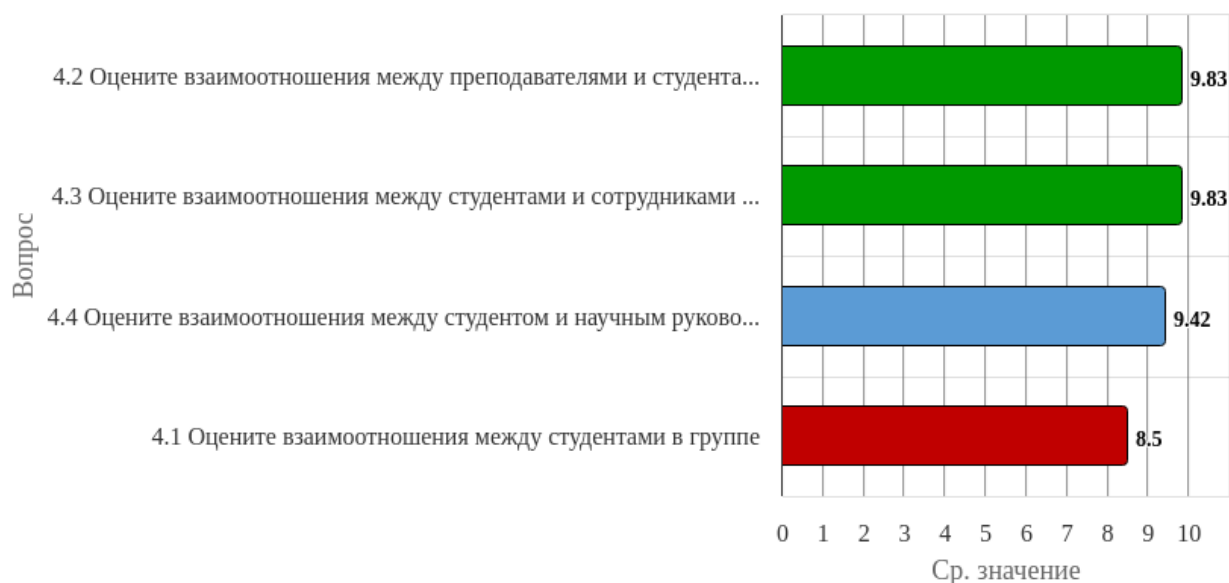 4.2 Оцените взаимоотношения между преподавателями и студента...
9.83
4.3 Оцените взаимоотношения между студентами и сотрудниками ...
9.83
Вопрос
4.4 Оцените взаимоотношения между студентом и научным руково...
9.42
4.1 Оцените взаимоотношения между студентами в группе
8.5
0 1 2 3 4 5 6 7 8 9 10
Ср. значение